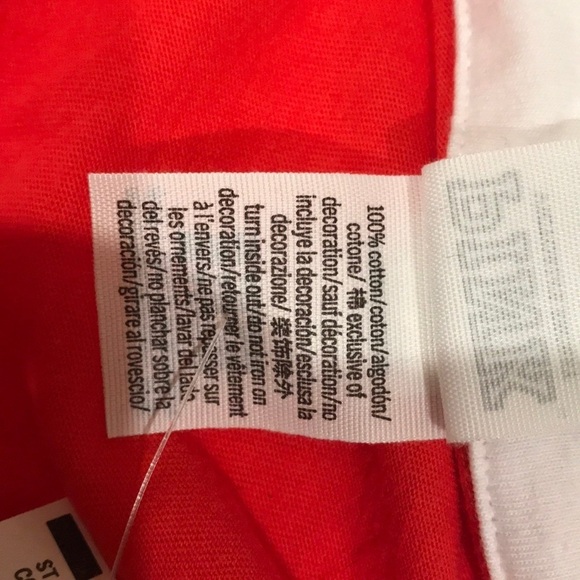 100% cotton/coton/algodón/
cotone/ 棉 exclusive of
decoration/sauf décoration/no
incluye la decoración/esclusa la
decorazione/ 装饰除外
turn inside out/do not iron on
decoration/retourner le vêtement
à l'envers/ne pas repasser sur
les ornements/lavar de lado
del revés/no planchar sobre la
decoración/girare al rovescio/
ST